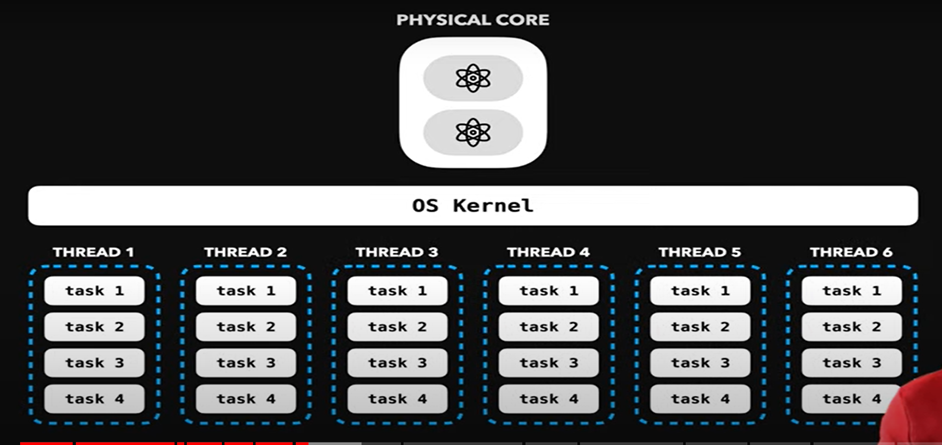 PHYSICAL CORE
OS Kernel
THREAD 1 THREAD 2 THREAD 3 THREAD 4 THREAD 5 THREAD 6
task 1 task 1 task 1 task 1 task 1 task 1
task 2 task 2 task 2 task 2 task 2 task 2
task 3 task 3 task 3 task 3 task 3 task 3
task 4 task 4 task 4 task 4 task 4 task 4